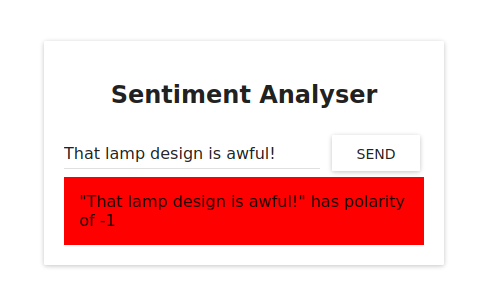 Sentiment Analyser
That lamp design is awful!
SEND
"That lamp design is awful!" has polarity
of -1